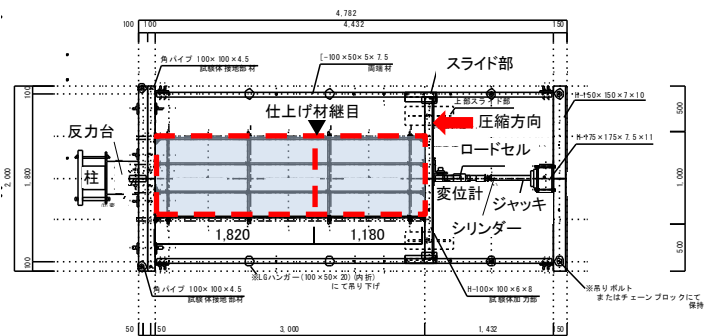 4.782
100 100
4.432
150
角パイプ 100×100×4.5
試験体接地部材
[-100×50×5×7.5
両端材
スライド部
H-150×150×7×10
上部スライド部
仕上げ材継目
圧縮方向
H-175×175×7.5×11
反力台
ロードセル
柱
変位計
ジャッキ
シリンダー
100
2.000
1.800
100
500
1.000
500
1,820
1,180
※LGハンガー(100×50×20)(内折)
にて吊り下げ
角パイプ 100×100×4.5
試験体接地部材
H-100×100×6×8
試験体加力部
※吊りボルト
またはチェーンブロックにて
保持
50
150
3,000
1,432
150